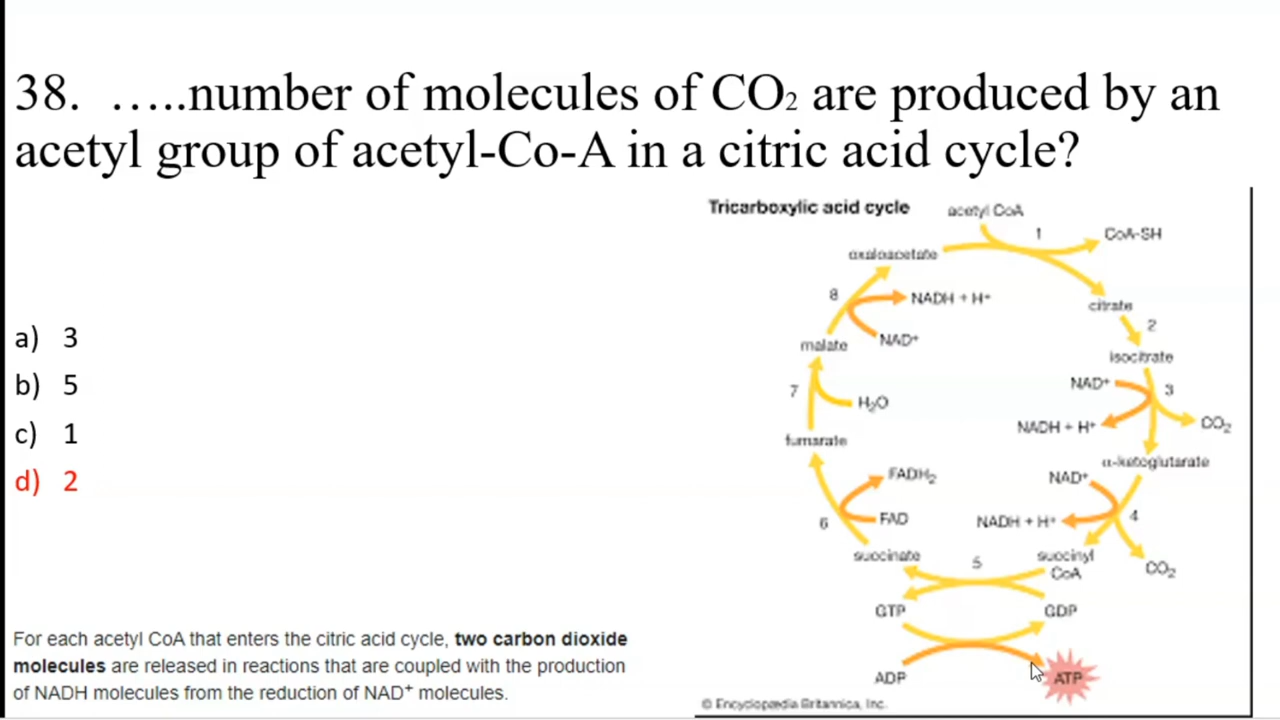 38. …..number of molecules of CO₂ are produced by an
acetyl group of acetyl-Co-A in a citric acid cycle?
a) 3
b) 5
c) 1
d) 2
For each acetyl CoA that enters the citric acid cycle, two carbon dioxide
molecules are released in reactions that are coupled with the production
of NADH molecules from the reduction of NAD⁺ molecules.
Tricarboxylic acid cycle
acetyl CoA
1
CoA-SH
oxaloacetate
8
NADH + H⁺
citrate
2
NAD⁺
malate
isocitrate
NAD⁺
3
7
H₂O
NADH + H⁺
CO₂
fumarate
α-ketoglutarate
FADH₂
NAD⁺
6
FAD
NADH + H⁺
4
succinate
5
succinyl
CoA
CO₂
GTP
GDP
ADP
ATP
© Encyclopædia Britannica, Inc.